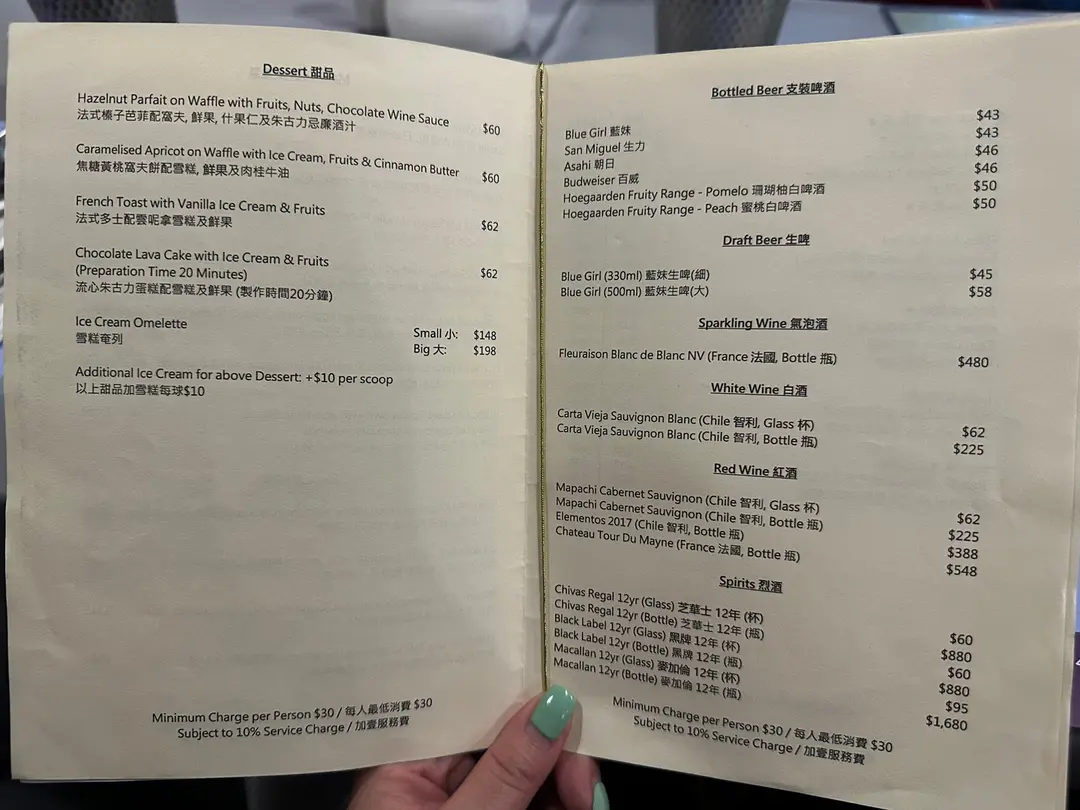 Dessert 甜品
Hazelnut Parfait on Waffle with Fruits, Nuts, Chocolate Wine Sauce $60
法式榛子芭菲配窩夫, 鮮果, 什果仁及朱古力忌廉酒汁
Caramelised Apricot on Waffle with Ice Cream, Fruits & Cinnamon Butter $60
焦糖黃桃窩夫餅配雪糕, 鮮果及肉桂牛油
French Toast with Vanilla Ice Cream & Fruits $62
法式多士配雲呢拿雪糕及鮮果
Chocolate Lava Cake with Ice Cream & Fruits $62
(Preparation Time 20 Minutes)
流心朱古力蛋糕配雪糕及鮮果 (製作時間20分鐘)
Ice Cream Omelette Small 小: $148
雪糕奄列 Big 大: $198
Additional Ice Cream for above Dessert: +$10 per scoop
以上甜品加雪糕每球$10
Minimum Charge per Person $30 / 每人最低消費 $30
Subject to 10% Service Charge / 加壹服務費
Bottled Beer 支裝啤酒
Blue Girl 藍妹 $43
San Miguel 生力 $43
Asahi 朝日 $46
Budweiser 百威 $46
Hoegaarden Fruity Range - Pomelo 珊瑚柚白啤酒 $50
Hoegaarden Fruity Range - Peach 蜜桃白啤酒 $50
Draft Beer 生啤
Blue Girl (330ml) 藍妹生啤(細) $45
Blue Girl (500ml) 藍妹生啤(大) $58
Sparkling Wine 氣泡酒
Fleuraison Blanc de Blanc NV (France 法國, Bottle 瓶) $480
White Wine 白酒
Carta Vieja Sauvignon Blanc (Chile 智利, Glass 杯) $62
Carta Vieja Sauvignon Blanc (Chile 智利, Bottle 瓶) $225
Red Wine 紅酒
Mapachi Cabernet Sauvignon (Chile 智利, Glass 杯) $62
Mapachi Cabernet Sauvignon (Chile 智利, Bottle 瓶) $225
Elementos 2017 (Chile 智利, Bottle 瓶) $388
Chateau Tour Du Mayne (France 法國, Bottle 瓶) $548
Spirits 烈酒
Chivas Regal 12yr (Glass) 芝華士 12年 (杯) $60
Chivas Regal 12yr (Bottle) 芝華士 12年 (瓶) $880
Black Label 12yr (Glass) 黑牌 12年 (杯) $60
Black Label 12yr (Bottle) 黑牌 12年 (瓶) $880
Macallan 12yr (Glass) 麥加倫 12年 (杯) $95
Macallan 12yr (Bottle) 麥加倫 12年 (瓶) $1,680
Minimum Charge per Person $30 / 每人最低消費 $30
Subject to 10% Service Charge / 加壹服務費